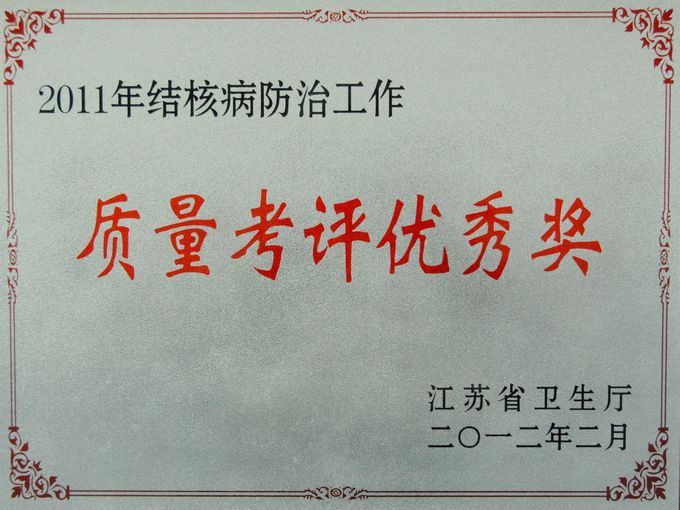 2011年结核病防治工作
质量考评优秀奖
江苏省卫生厅
二〇一二年二月